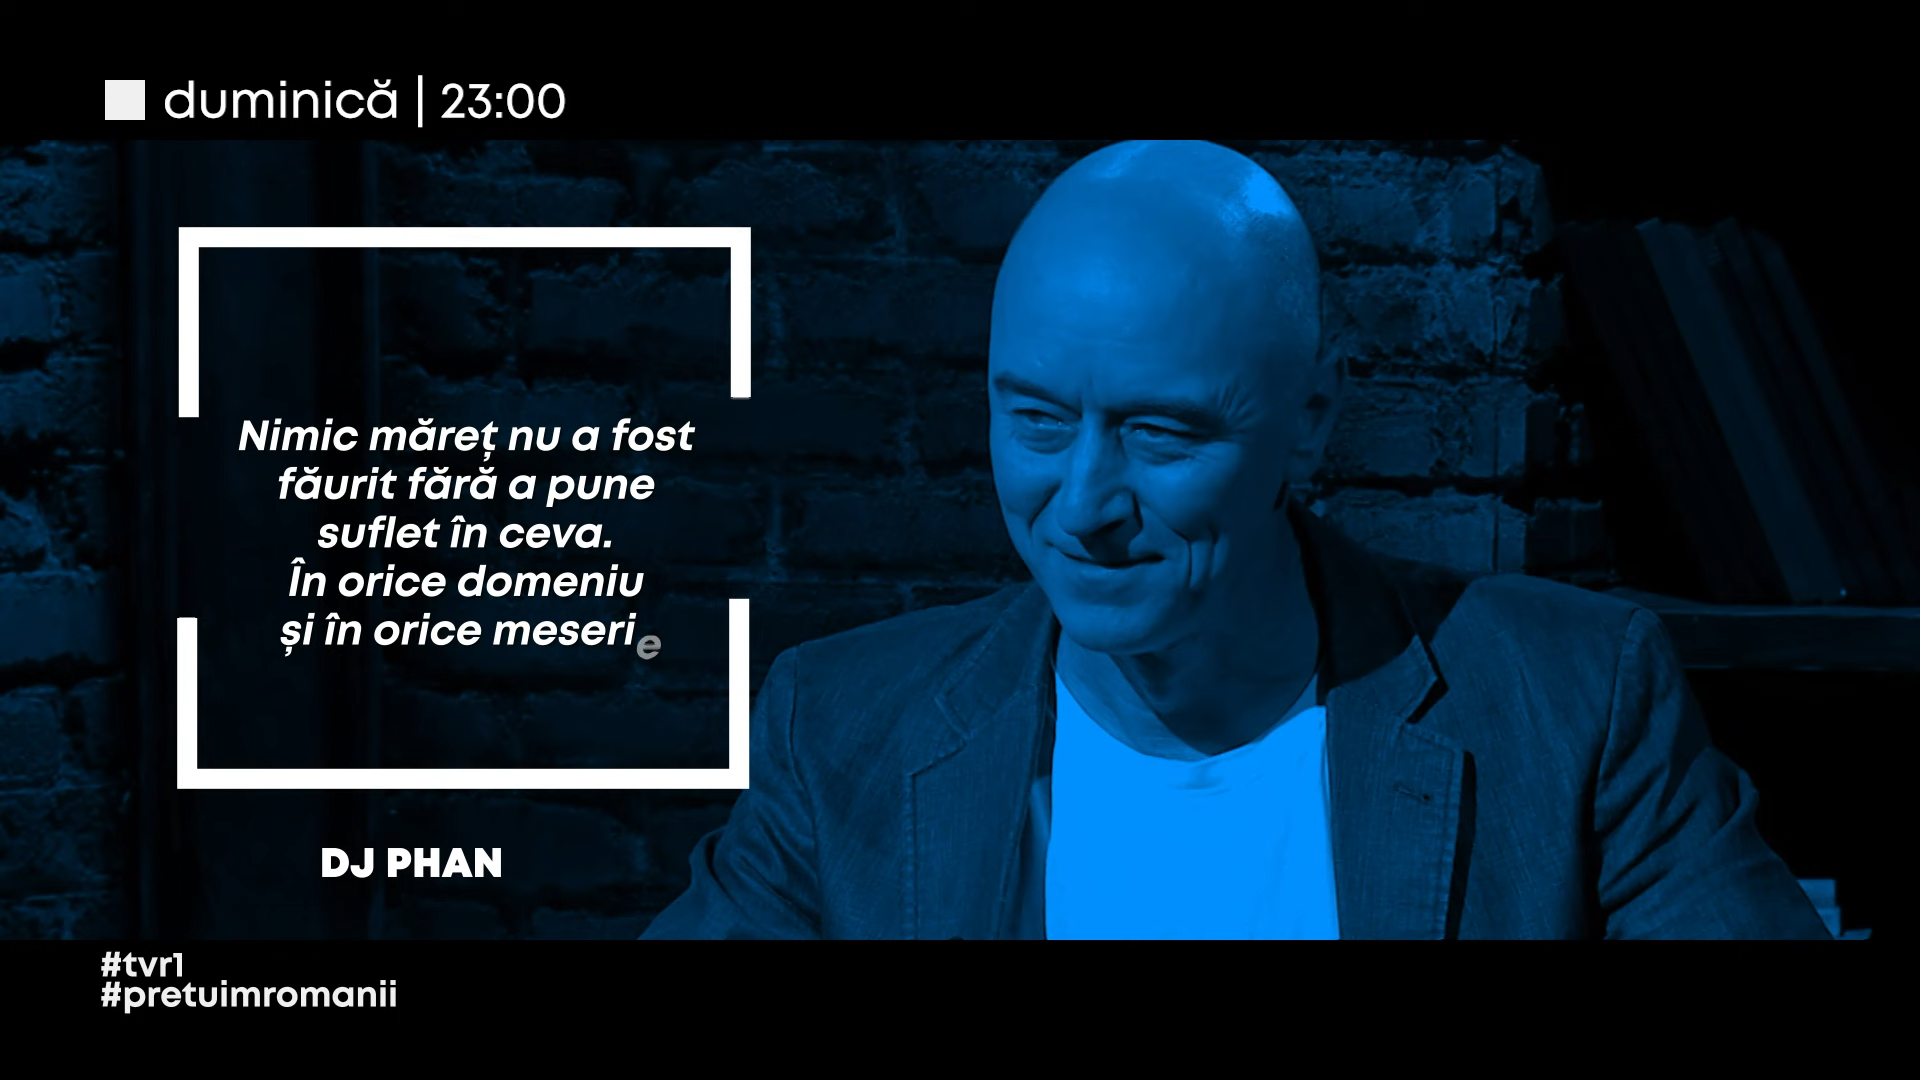 duminică | 23:00
Nimic măreț nu a fost
făurit fără a pune
suflet în ceva.
În orice domeniu
și în orice meserie
DJ PHAN
#tvr1
#pretuimromanii